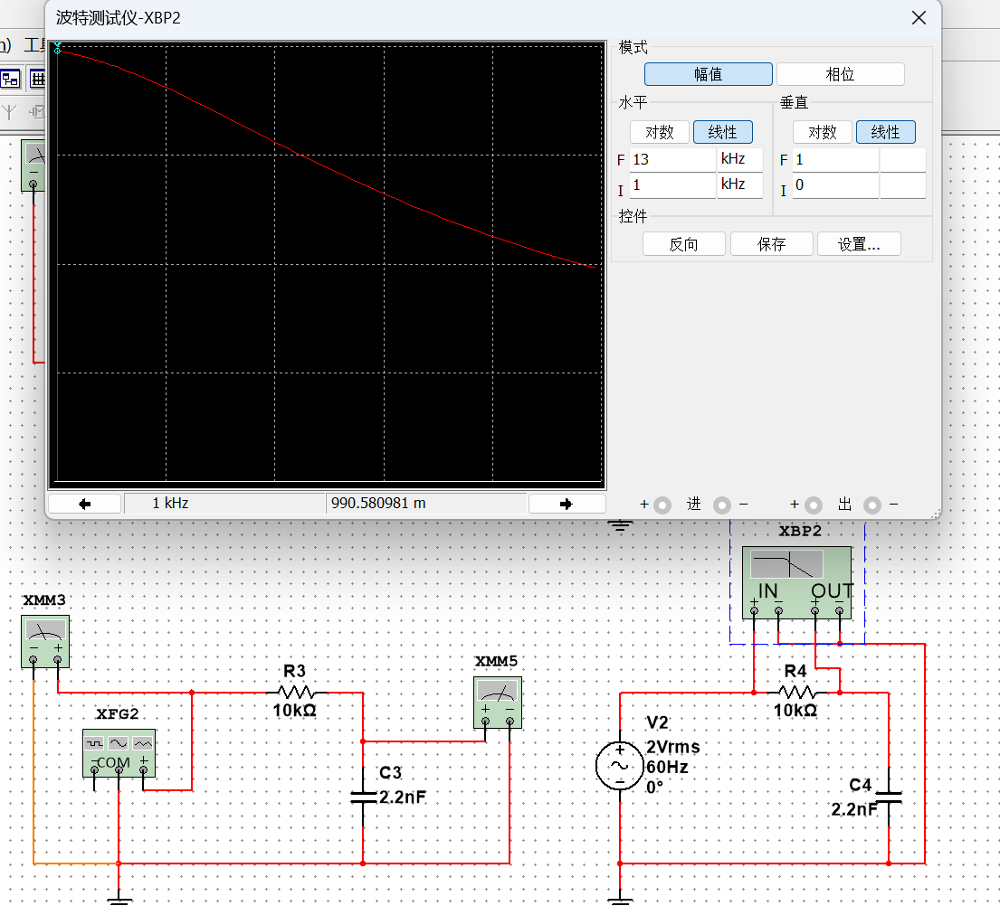 波特测试仪-XBP2
n) 工具
模式
幅值 相位
水平 垂直
对数 线性 对数 线性
F 13 kHz F 1
I 1 kHz I 0
控件
反向 保存 设置...
1 kHz 990.580981 m
+ 进 − + 出 −
XBP2
IN OUT
+ − + −
XMM3
− +
XFG2
COM
− +
R3
10kΩ
XMM5
+ −
C3
2.2nF
R4
10kΩ
V2
2Vrms
60Hz
0°
C4
2.2nF